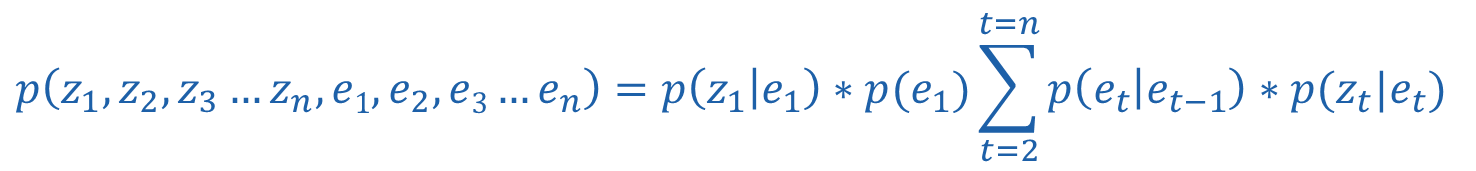 p(z₁, z₂, z₃ … zₙ, e₁, e₂, e₃ … eₙ) = p(z₁|e₁) * p(e₁) ∑_{t=2}^{t=n} p(eₜ|eₜ₋₁) * p(zₜ|eₜ)